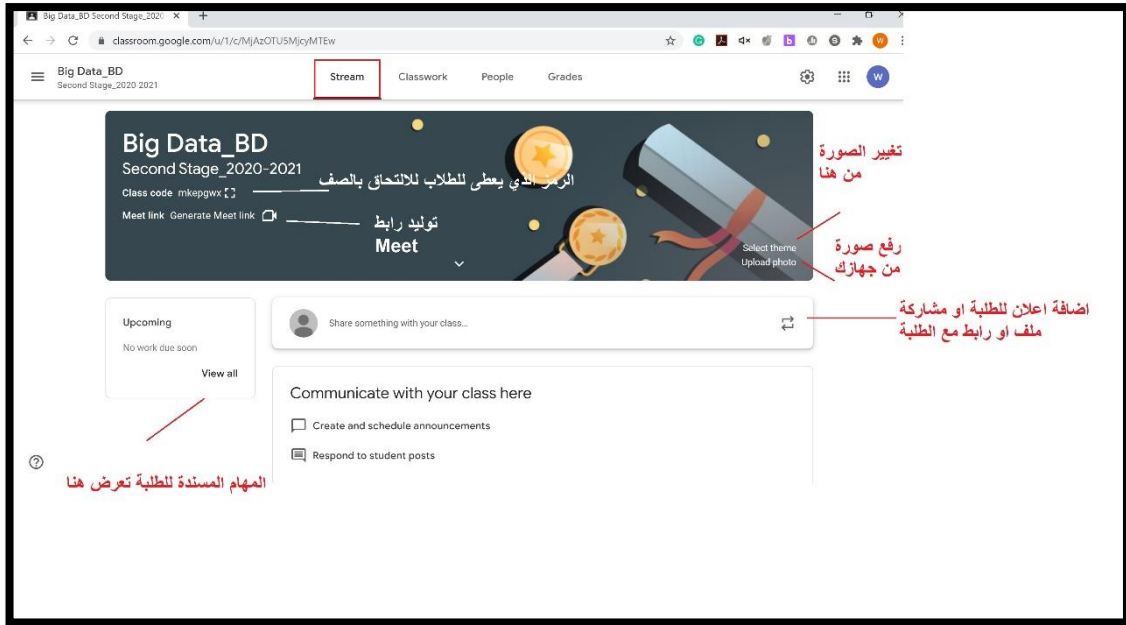 Big Data_BD Second Stage_2020
classroom.google.com/u/1/c/MjAzOTU5MjcyMTEw
Big Data_BD
Second Stage_2020 2021
Stream Classwork People Grades
W
Big Data_BD
Second Stage_2020-2021
Class code mkepgwx
الرمز الذي يعطى للطلاب للالتحاق بالصف
Meet link Generate Meet link
توليد رابط
Meet
تغيير الصورة
من هنا
Select theme
Upload photo
رفع صورة
من جهازك
Upcoming
No work due soon
View all
Share something with your class...
اضافة اعلان للطلبة او مشاركة
ملف او رابط مع الطلبة
Communicate with your class here
Create and schedule announcements
Respond to student posts
المهام المسندة للطلبة تعرض هنا